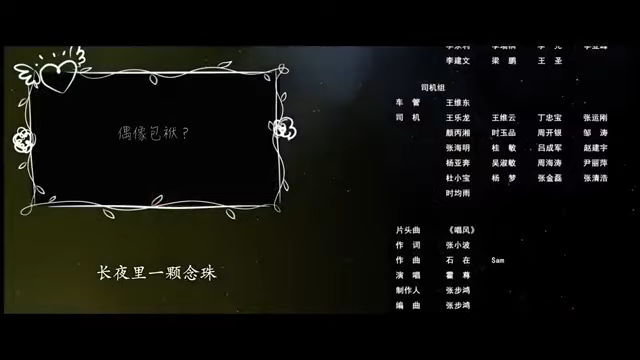 偶像包袱？
长夜里一颗念珠
李建文 梁鹏 王圣
司机组
车管 王维东
司机 王乐龙 王维云 丁忠宝 张运刚
颜丙湘 时玉品 周开银 邹涛
张海明 桂敏 吕成军 赵建宇
杨亚奔 吴淑敏 周海涛 尹丽萍
杜小宝 杨梦 张金磊 张清浩
时均雨
片头曲 《唱风》
作词 张小波
作曲 石在 Sam
演唱 霍尊
制作人 张步鸿
编曲 张步鸿